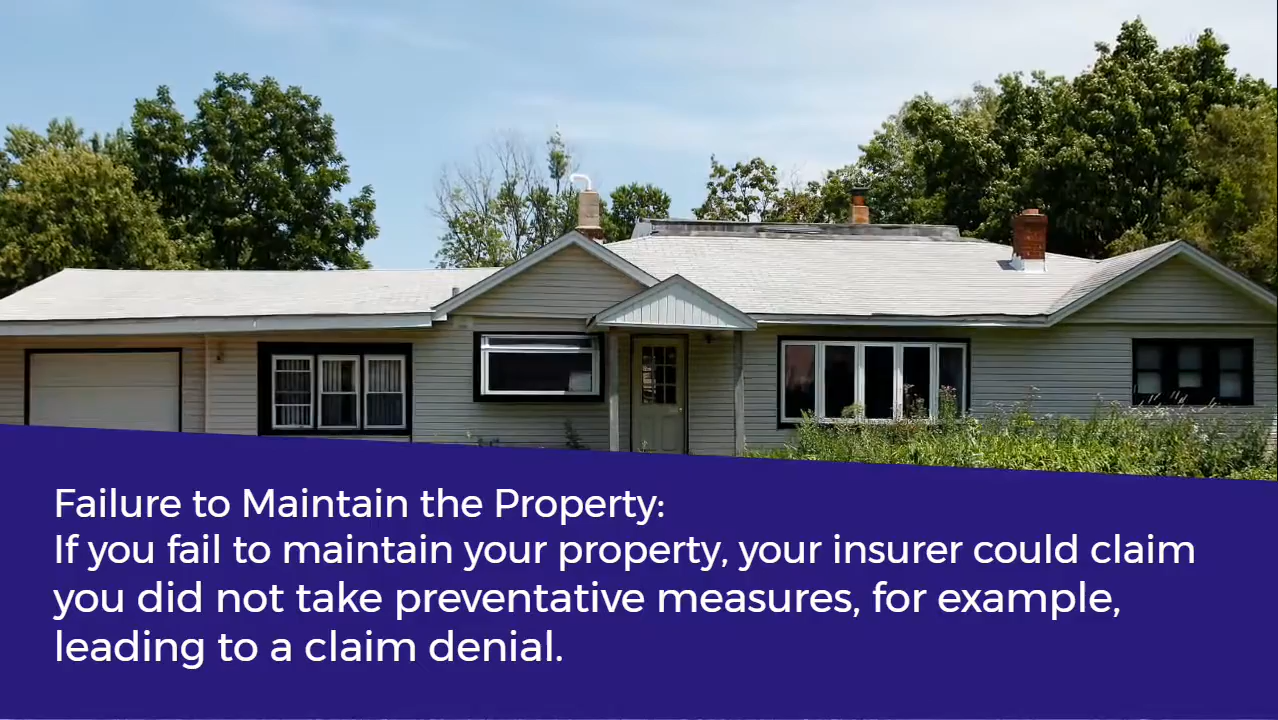 Failure to Maintain the Property:
If you fail to maintain your property, your insurer could claim
you did not take preventative measures, for example,
leading to a claim denial.